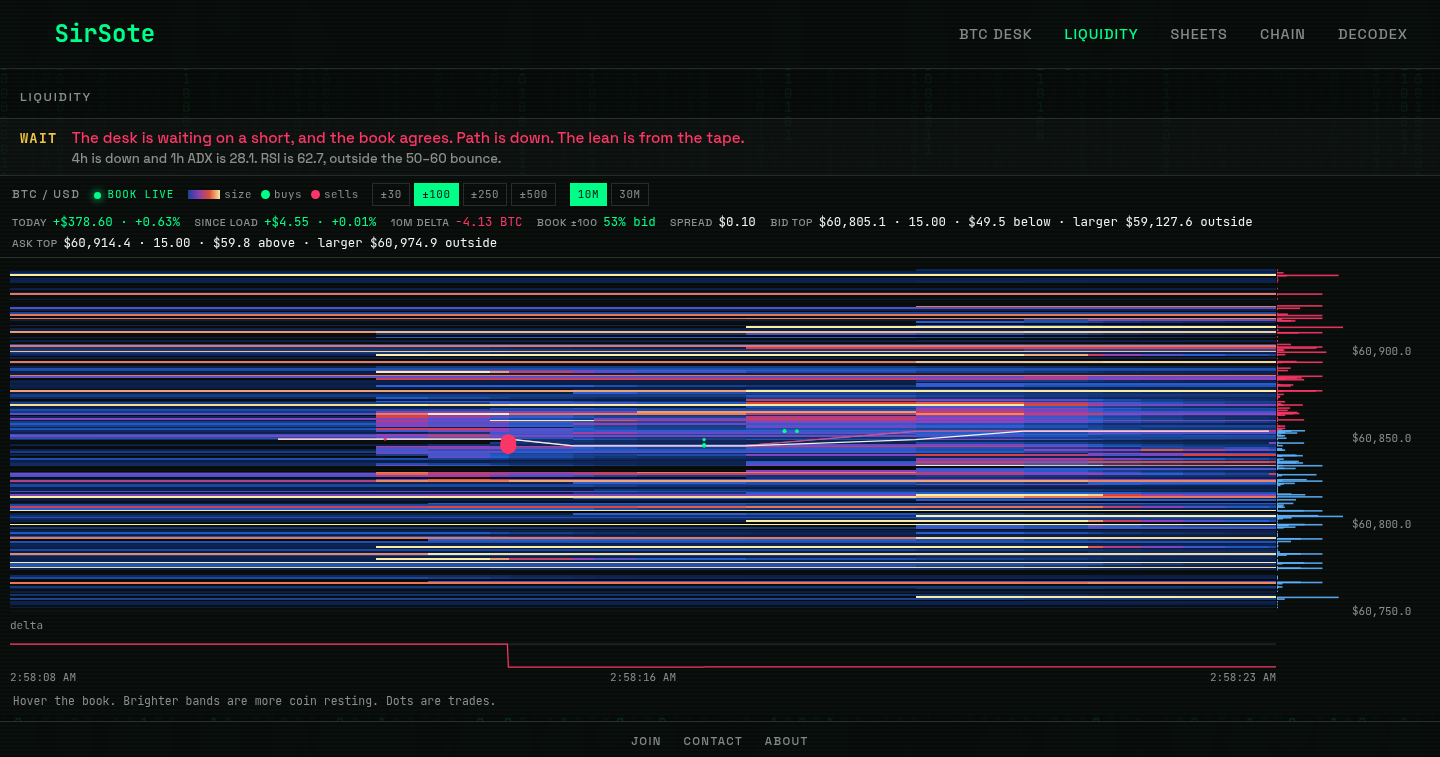 SirSote
BTC DESK LIQUIDITY SHEETS CHAIN DECODEX
LIQUIDITY
WAIT The desk is waiting on a short, and the book agrees. Path is down. The lean is from the tape.
4h is down and 1h ADX is 28.1. RSI is 62.7, outside the 50–60 bounce.
BTC / USD BOOK LIVE size buys sells ±30 ±100 ±250 ±500 10M 30M
TODAY +$378.60 · +0.63% SINCE LOAD +$4.55 · +0.01% 10M DELTA -4.13 BTC BOOK ±100 53% bid SPREAD $0.10 BID TOP $60,805.1 · 15.00 · $49.5 below · larger $59,127.6 outside
ASK TOP $60,914.4 · 15.00 · $59.8 above · larger $60,974.9 outside
$60,900.0
$60,850.0
$60,800.0
$60,750.0
delta
2:58:08 AM 2:58:16 AM 2:58:23 AM
Hover the book. Brighter bands are more coin resting. Dots are trades.
JOIN CONTACT ABOUT